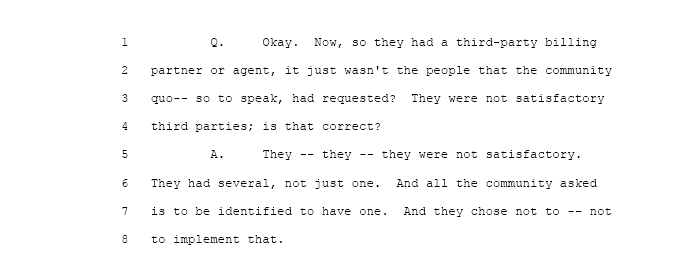 1 Q. Okay. Now, so they had a third-party billing
2 partner or agent, it just wasn't the people that the community
3 quo-- so to speak, had requested? They were not satisfactory
4 third parties; is that correct?
5 A. They -- they -- they were not satisfactory.
6 They had several, not just one. And all the community asked
7 is to be identified to have one. And they chose not to -- not
8 to implement that.